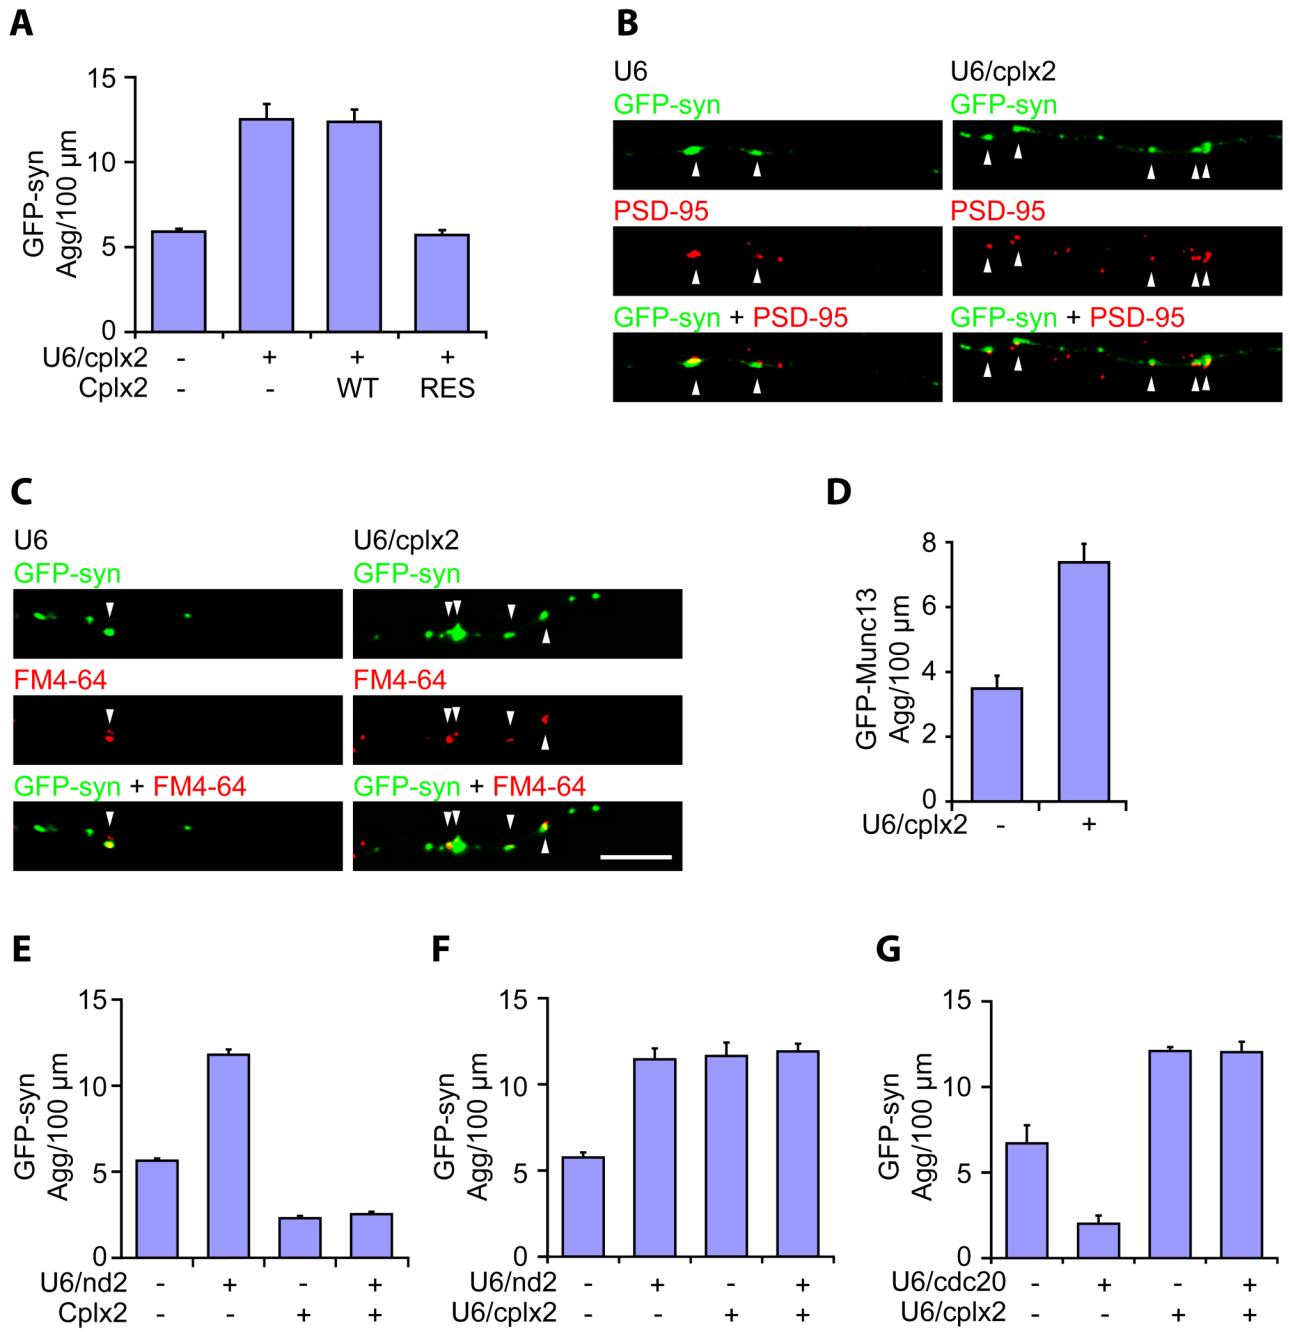 A
15
10
5
0
GFP-syn
Agg/100 µm
U6/cplx2 - + + +
Cplx2 - - WT RES
B
U6 U6/cplx2
GFP-syn GFP-syn
PSD-95 PSD-95
GFP-syn + PSD-95 GFP-syn + PSD-95
C
U6 U6/cplx2
GFP-syn GFP-syn
FM4-64 FM4-64
GFP-syn + FM4-64 GFP-syn + FM4-64
D
8
6
4
2
0
GFP-Munc13
Agg/100 µm
U6/cplx2 - +
E
15
10
5
0
GFP-syn
Agg/100 µm
U6/nd2 - + - +
Cplx2 - - + +
F
15
10
5
0
GFP-syn
Agg/100 µm
U6/nd2 - + - +
U6/cplx2 - - + +
G
15
10
5
0
GFP-syn
Agg/100 µm
U6/cdc20 - + - +
U6/cplx2 - - + +